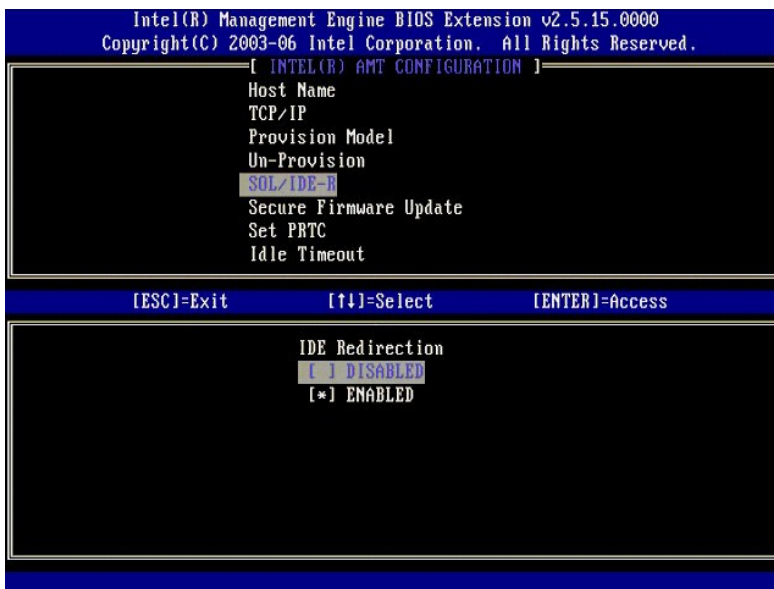 Intel(R) Management Engine BIOS Extension v2.5.15.0000
Copyright(C) 2003-06 Intel Corporation. All Rights Reserved.
[ INTEL(R) AMT CONFIGURATION ]
Host Name
TCP/IP
Provision Model
Un-Provision
SOL/IDE-R
Secure Firmware Update
Set PRTC
Idle Timeout
[ESC]=Exit [↑↓]=Select [ENTER]=Access
IDE Redirection
[ ] DISABLED
[*] ENABLED